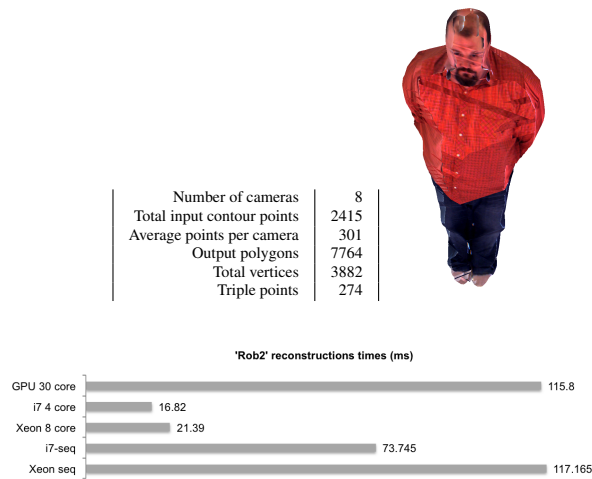 Number of cameras 8
Total input contour points 2415
Average points per camera 301
Output polygons 7764
Total vertices 3882
Triple points 274
'Rob2' reconstructions times (ms)
GPU 30 core 115.8
i7 4 core 16.82
Xeon 8 core 21.39
i7-seq 73.745
Xeon seq 117.165